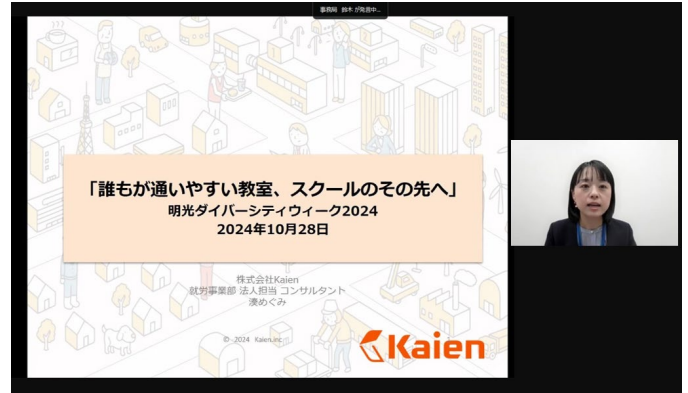 事務局 鈴木 が発言中...
「誰もが通いやすい教室、スクールのその先へ」
明光ダイバーシティウィーク2024
2024年10月28日
株式会社Kaien
就労事業部 法人担当 コンサルタント
湊めぐみ
© 2024 Kaien,inc
Kaien